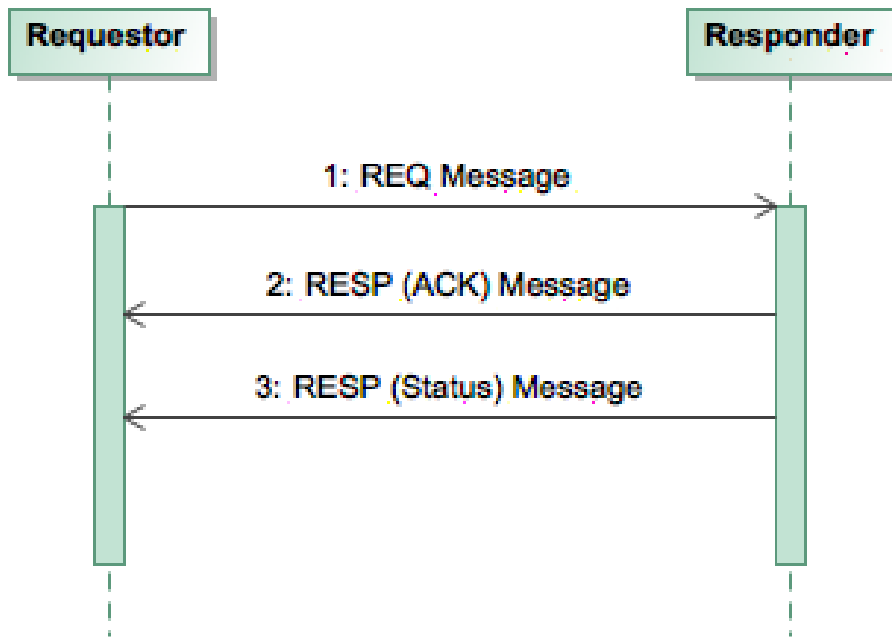 Requestor
Responder
1: REQ Message
2: RESP (ACK) Message
3: RESP (Status) Message